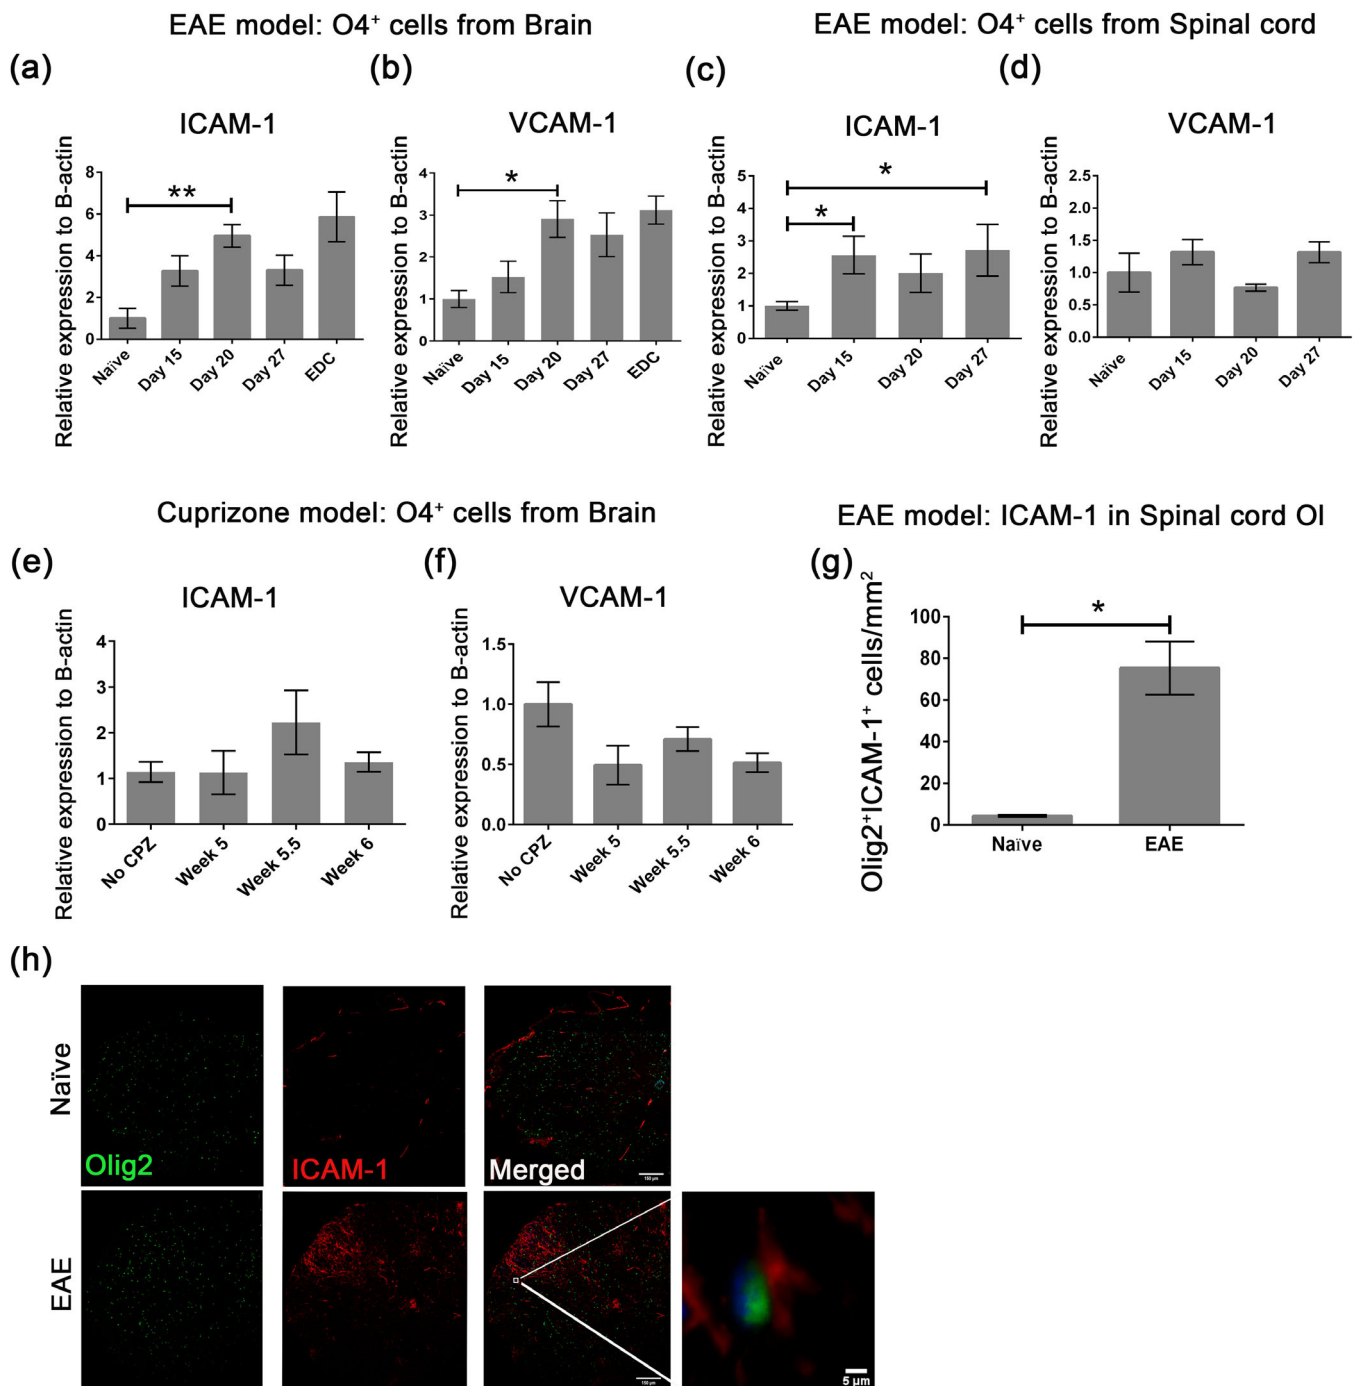 EAE model: O4⁺ cells from Brain
EAE model: O4⁺ cells from Spinal cord
(a)
(b)
(c)
(d)
ICAM-1
Relative expression to B-actin
8
6
4
2
0
**
Naïve
Day 15
Day 20
Day 27
EDC
VCAM-1
Relative expression to B-actin
4
3
2
1
0
*
Naïve
Day 15
Day 20
Day 27
EDC
ICAM-1
Relative expression to B-actin
5
4
3
2
1
0
*
*
Naïve
Day 15
Day 20
Day 27
VCAM-1
Relative expression to B-actin
2.5
2.0
1.5
1.0
0.5
0.0
Naïve
Day 15
Day 20
Day 27
Cuprizone model: O4⁺ cells from Brain
EAE model: ICAM-1 in Spinal cord Ol
(e)
(f)
(g)
ICAM-1
Relative expression to B-actin
4
3
2
1
0
No CPZ
Week 5
Week 5.5
Week 6
VCAM-1
Relative expression to B-actin
1.5
1.0
0.5
0.0
No CPZ
Week 5
Week 5.5
Week 6
Olig2⁺ICAM-1⁺ cells/mm²
100
80
60
40
20
0
*
Naïve
EAE
(h)
Naïve
Olig2
ICAM-1
Merged
150 µm
EAE
150 µm
5 µm